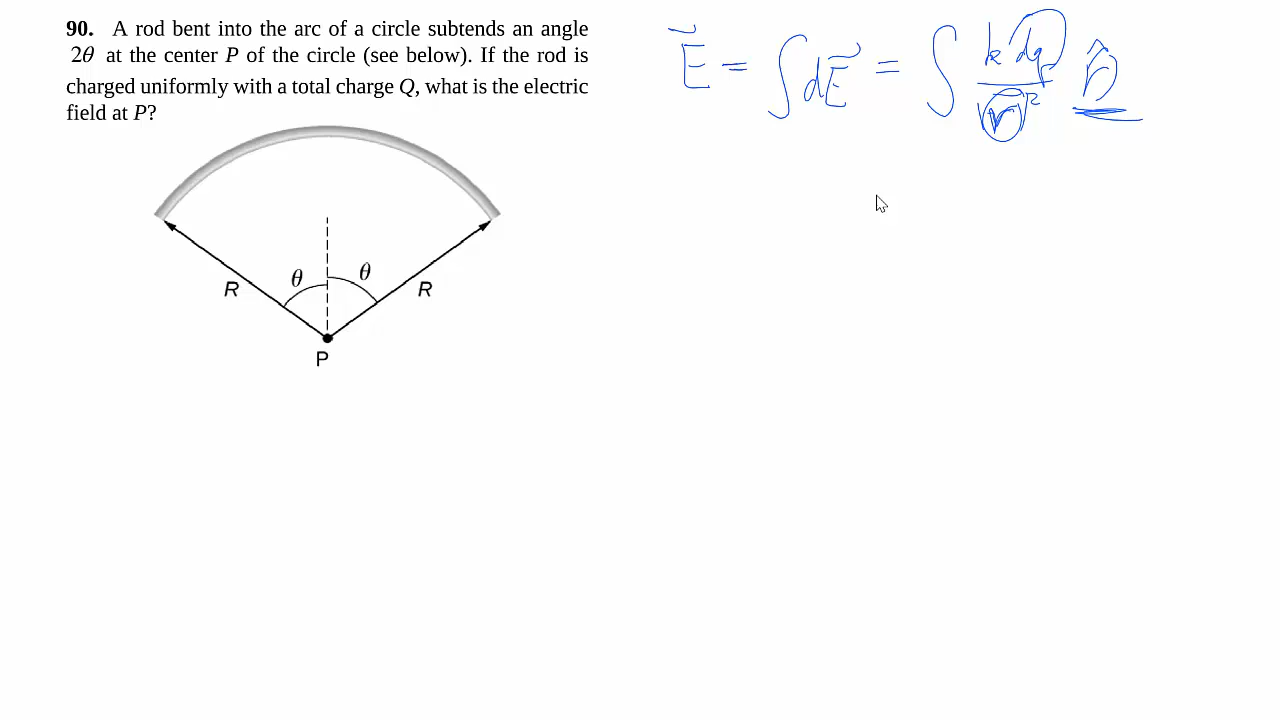 90. A rod bent into the arc of a circle subtends an angle
2θ at the center P of the circle (see below). If the rod is
charged uniformly with a total charge Q, what is the electric
field at P?
E⃗ = ∫dE⃗ = ∫ k dq / |r⃗|² r̂
θ θ
R R
P